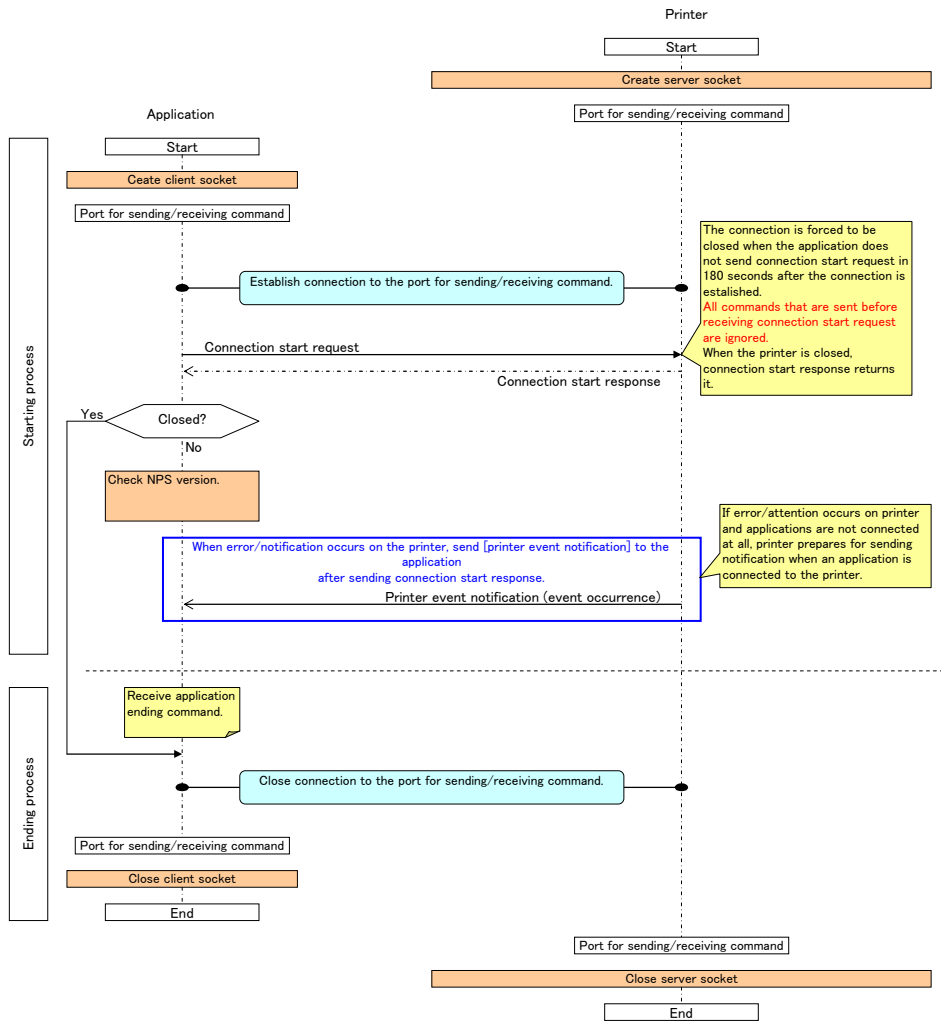 Printer
Start
Create server socket
Port for sending/receiving command
Application
Start
Ceate client socket
Port for sending/receiving command
Starting process
The connection is forced to be
closed when the application does
not send connection start request in
180 seconds after the connection is
estalished.
All commands that are sent before
receiving connection start request
are ignored.
When the printer is closed,
connection start response returns
it.
Establish connection to the port for sending/receiving command.
Connection start request
Connection start response
Yes
Closed?
No
Check NPS version.
If error/attention occurs on printer
and applications are not connected
at all, printer prepares for sending
notification when an application is
connected to the printer.
When error/notification occurs on the printer, send [printer event notification] to the
application
after sending connection start response.
Printer event notification (event occurrence)
Ending process
Receive application
ending command.
Close connection to the port for sending/receiving command.
Port for sending/receiving command
Close client socket
End
Port for sending/receiving command
Close server socket
End